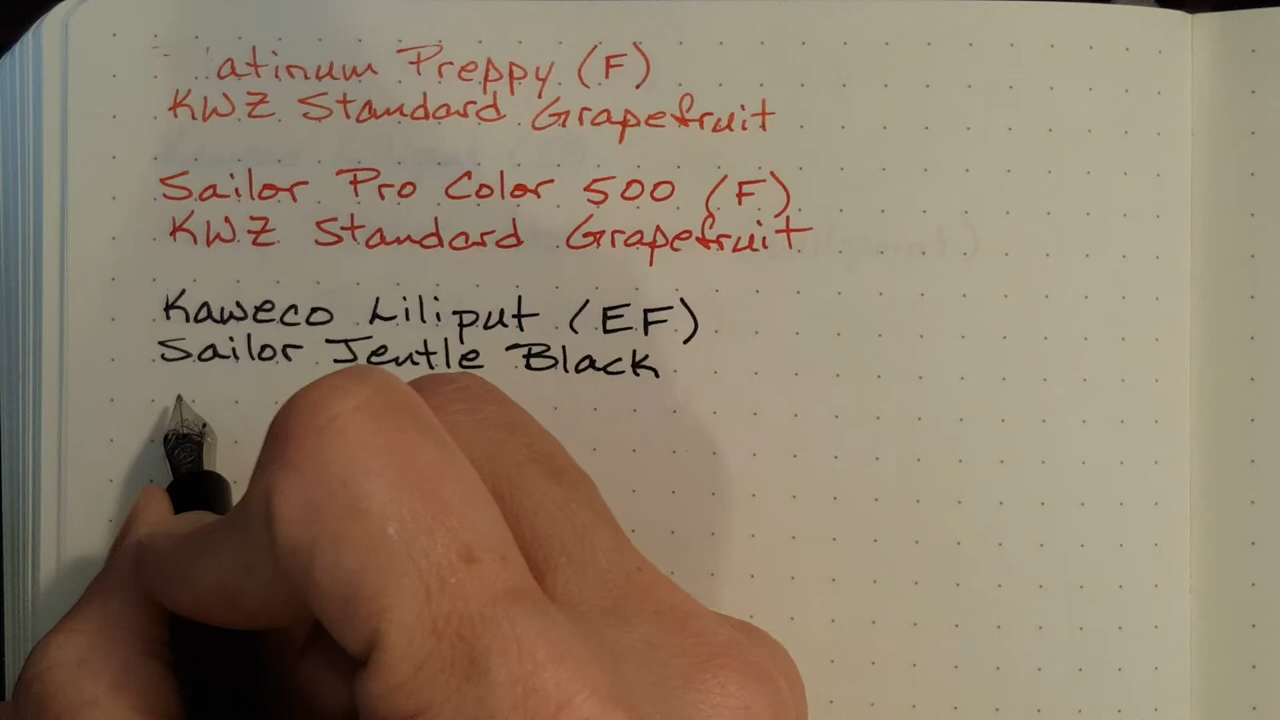 atinum Preppy (F)
KWZ Standard Grapefruit
Sailor Pro Color 500 (F)
KWZ Standard Grapefruit
Kaweco Liliput (EF)
Sailor Jentle Black